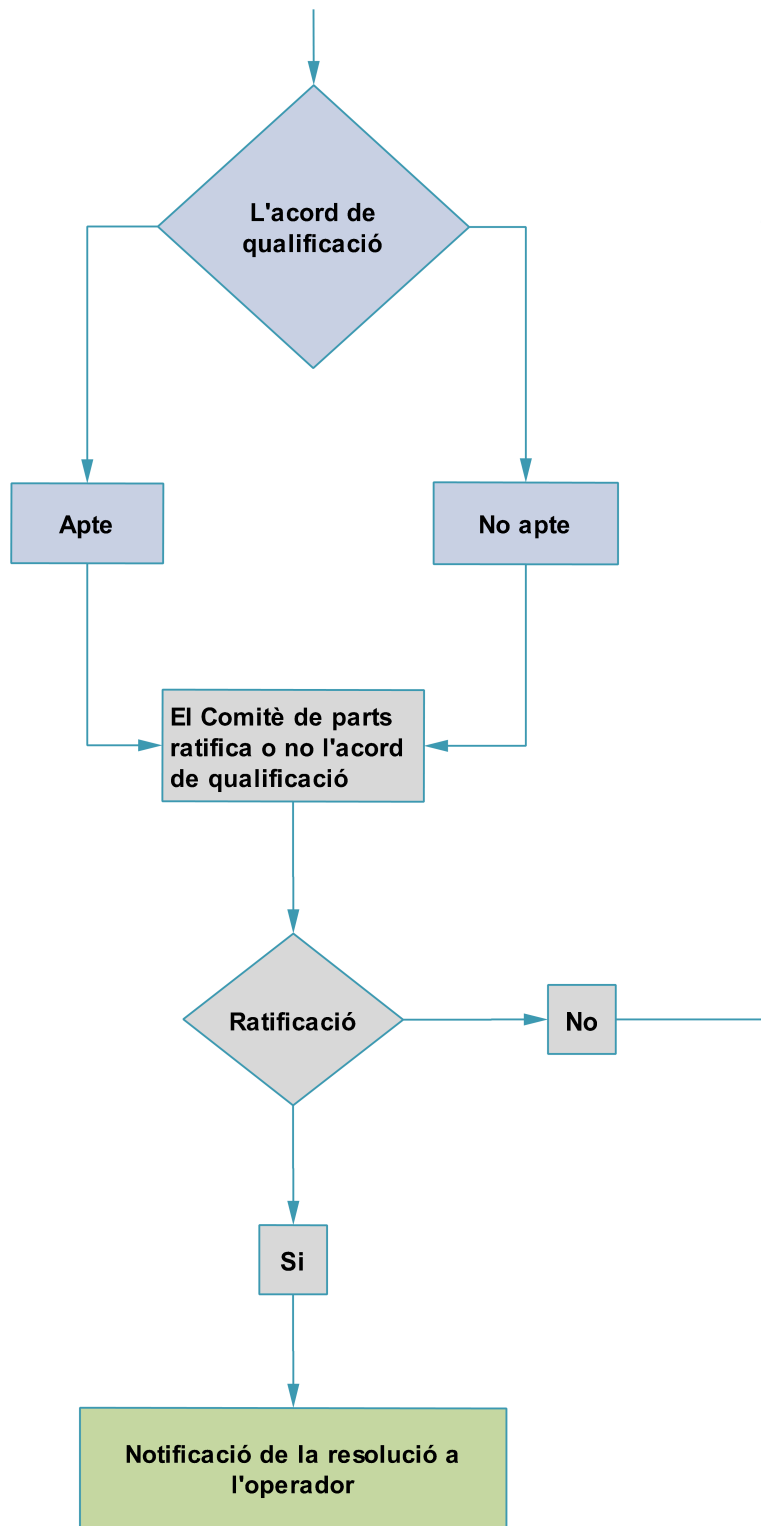 L'acord de
qualificació
Apte
No apte
El Comitè de parts
ratifica o no l'acord
de qualificació
Ratificació
No
Si
Notificació de la resolució a
l'operador